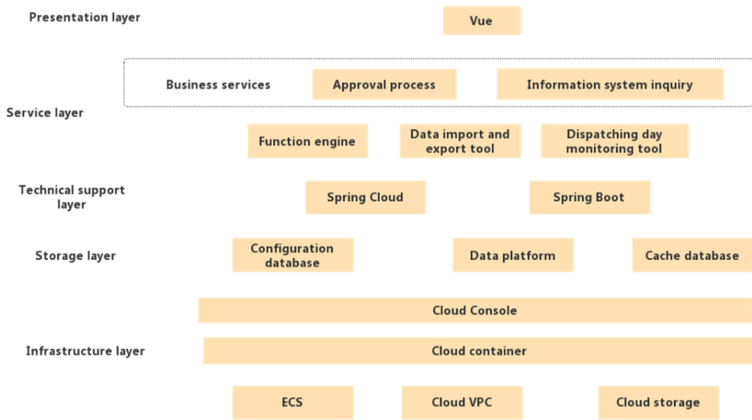 Presentation layer
Vue
Business services
Approval process
Information system inquiry
Service layer
Function engine
Data import and
export tool
Dispatching day
monitoring tool
Technical support
layer
Spring Cloud
Spring Boot
Storage layer
Configuration
database
Data platform
Cache database
Cloud Console
Infrastructure layer
Cloud container
ECS
Cloud VPC
Cloud storage